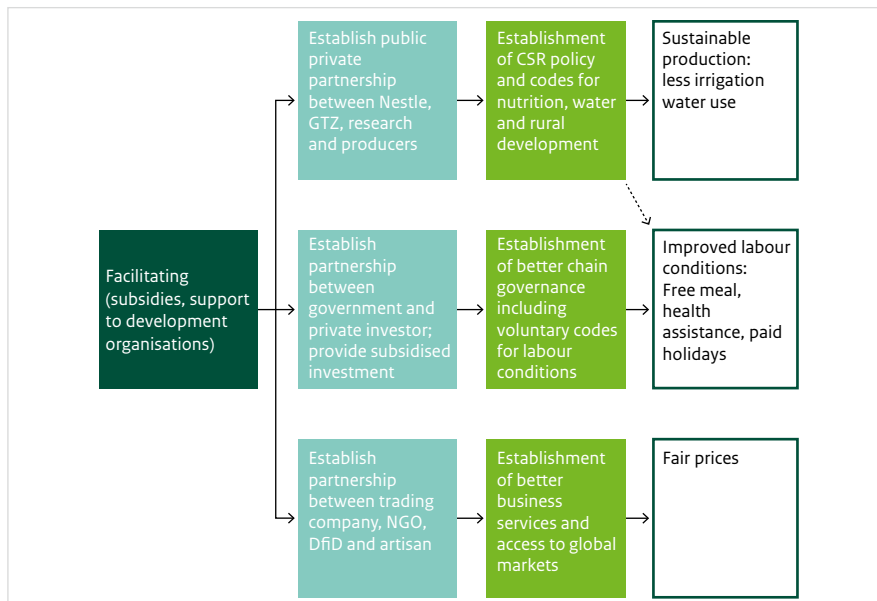 Establish public
private
partnership
between Nestle,
GTZ, research
and producers
Establishment
of CSR policy
and codes for
nutrition, water
and rural
development
Sustainable
production:
less irrigation
water use
Facilitating
(subsidies, support
to development
organisations)
Establish
partnership
between
government and
private investor;
provide subsidised
investment
Establishment
of better chain
governance
including
voluntary codes
for labour
conditions
Improved labour
conditions:
Free meal,
health
assistance, paid
holidays
Establish
partnership
between trading
company, NGO,
DfiD and artisan
Establishment
of better
business
services and
access to global
markets
Fair prices